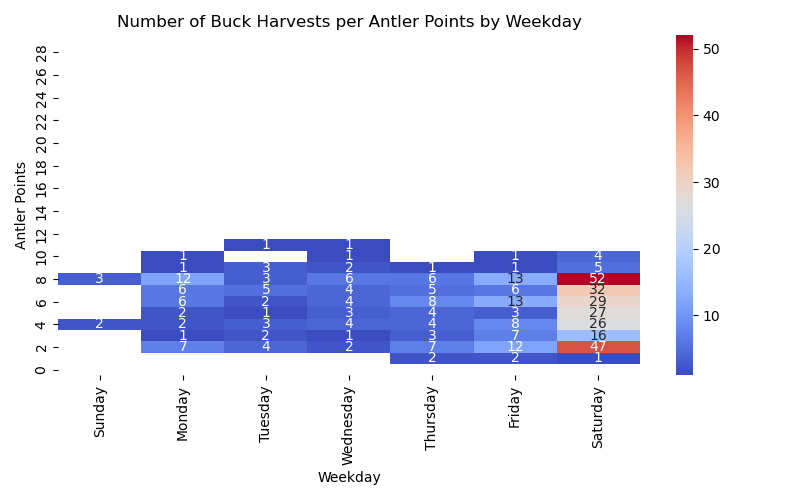 Number of Buck Harvests per Antler Points by Weekday
Antler Points
28
26
24
22
20
18
16
14
12
10
8
6
4
2
0
1 1
1 1 1 4
1 3 2 1 1 5
3 12 3 6 6 13 52
6 5 4 5 6 32
6 2 4 8 13 29
2 1 3 4 3 27
2 2 3 4 4 8 26
1 2 1 3 7 16
7 4 2 7 12 47
2 2 1
Sunday
Monday
Tuesday
Wednesday
Thursday
Friday
Saturday
Weekday
50
40
30
20
10